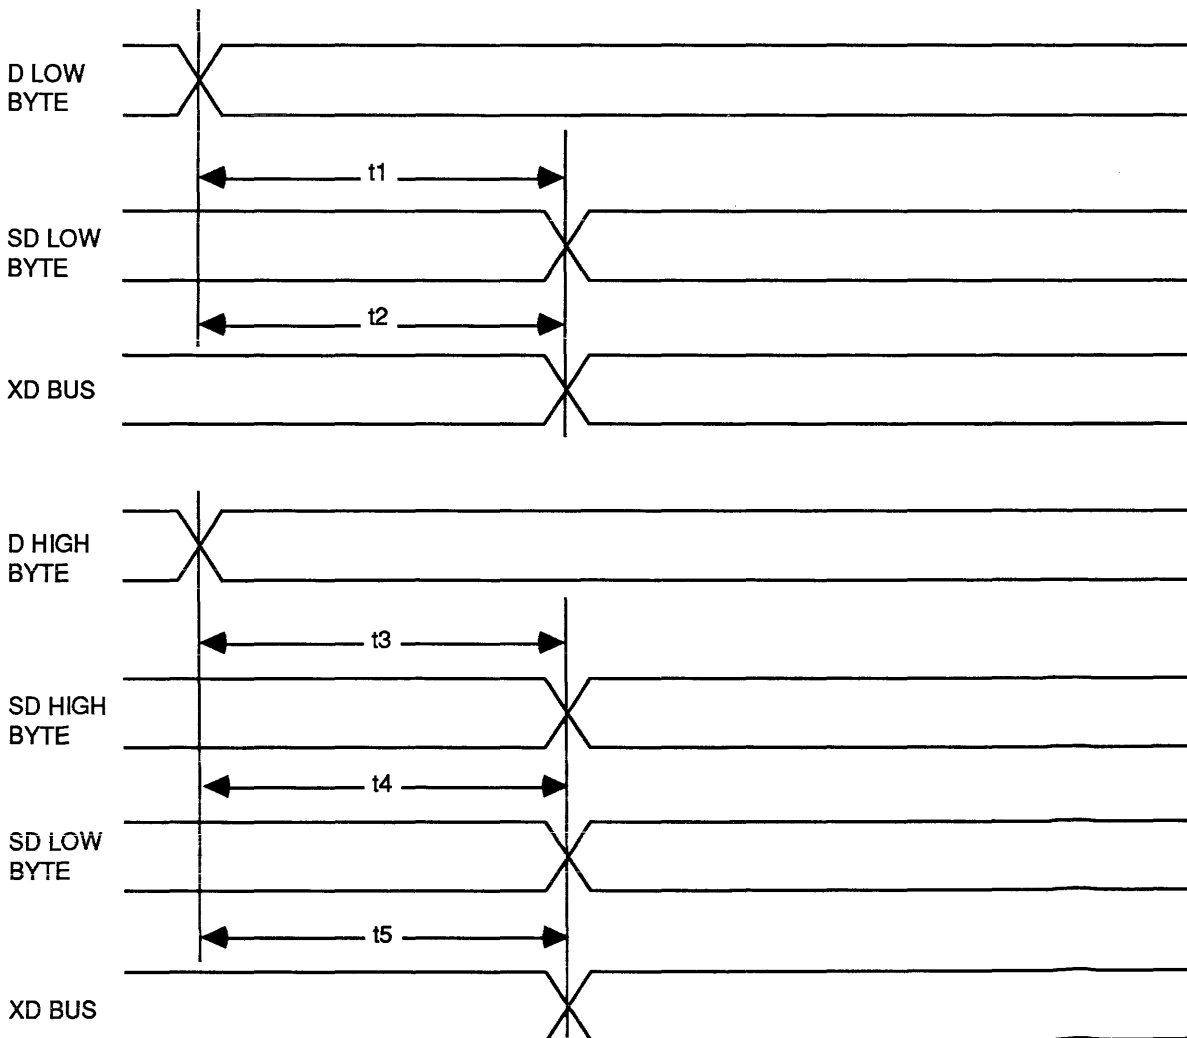 D LOW
BYTE
t1
SD LOW
BYTE
t2
XD BUS
D HIGH
BYTE
t3
SD HIGH
BYTE
t4
SD LOW
BYTE
t5
XD BUS